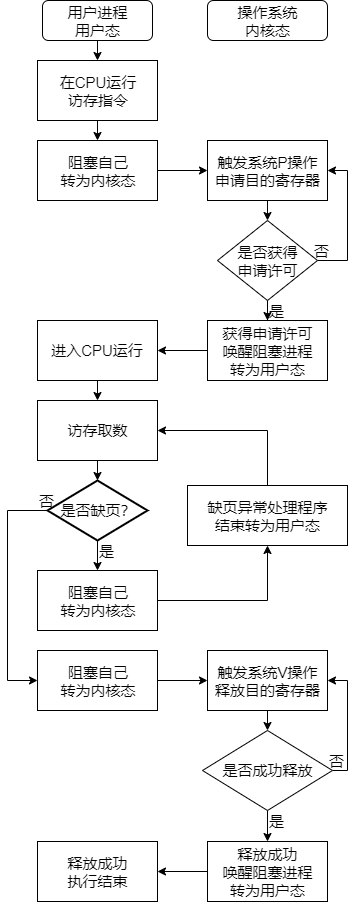 用户进程
用户态
操作系统
内核态
在CPU运行
访存指令
阻塞自己
转为内核态
触发系统P操作
申请目的寄存器
是否获得
申请许可
否
是
进入CPU运行
获得申请许可
唤醒阻塞进程
转为用户态
访存取数
否
是否缺页?
是
缺页异常处理程序
结束转为用户态
阻塞自己
转为内核态
阻塞自己
转为内核态
触发系统V操作
释放目的寄存器
是否成功释放
否
是
释放成功
执行结束
释放成功
唤醒阻塞进程
转为用户态